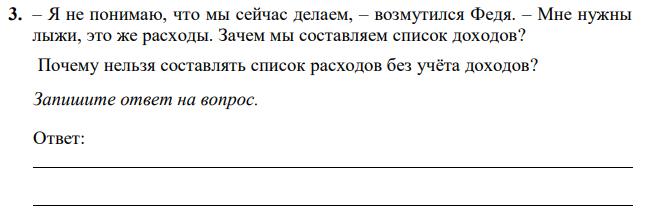 3. – Я не понимаю, что мы сейчас делаем, – возмутился Федя. – Мне нужны
лыжи, это же расходы. Зачем мы составляем список доходов?
Почему нельзя составлять список расходов без учёта доходов?
Запишите ответ на вопрос.
Ответ: